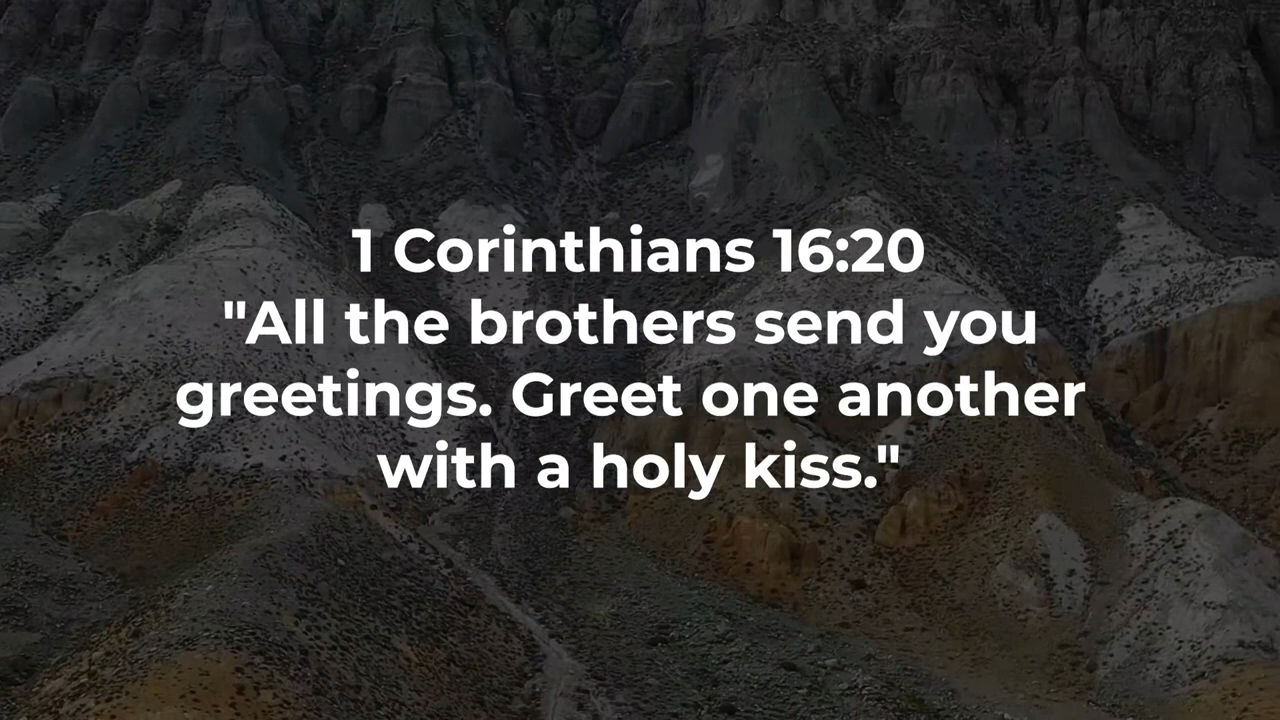 1 Corinthians 16:20
"All the brothers send you
greetings. Greet one another
with a holy kiss."